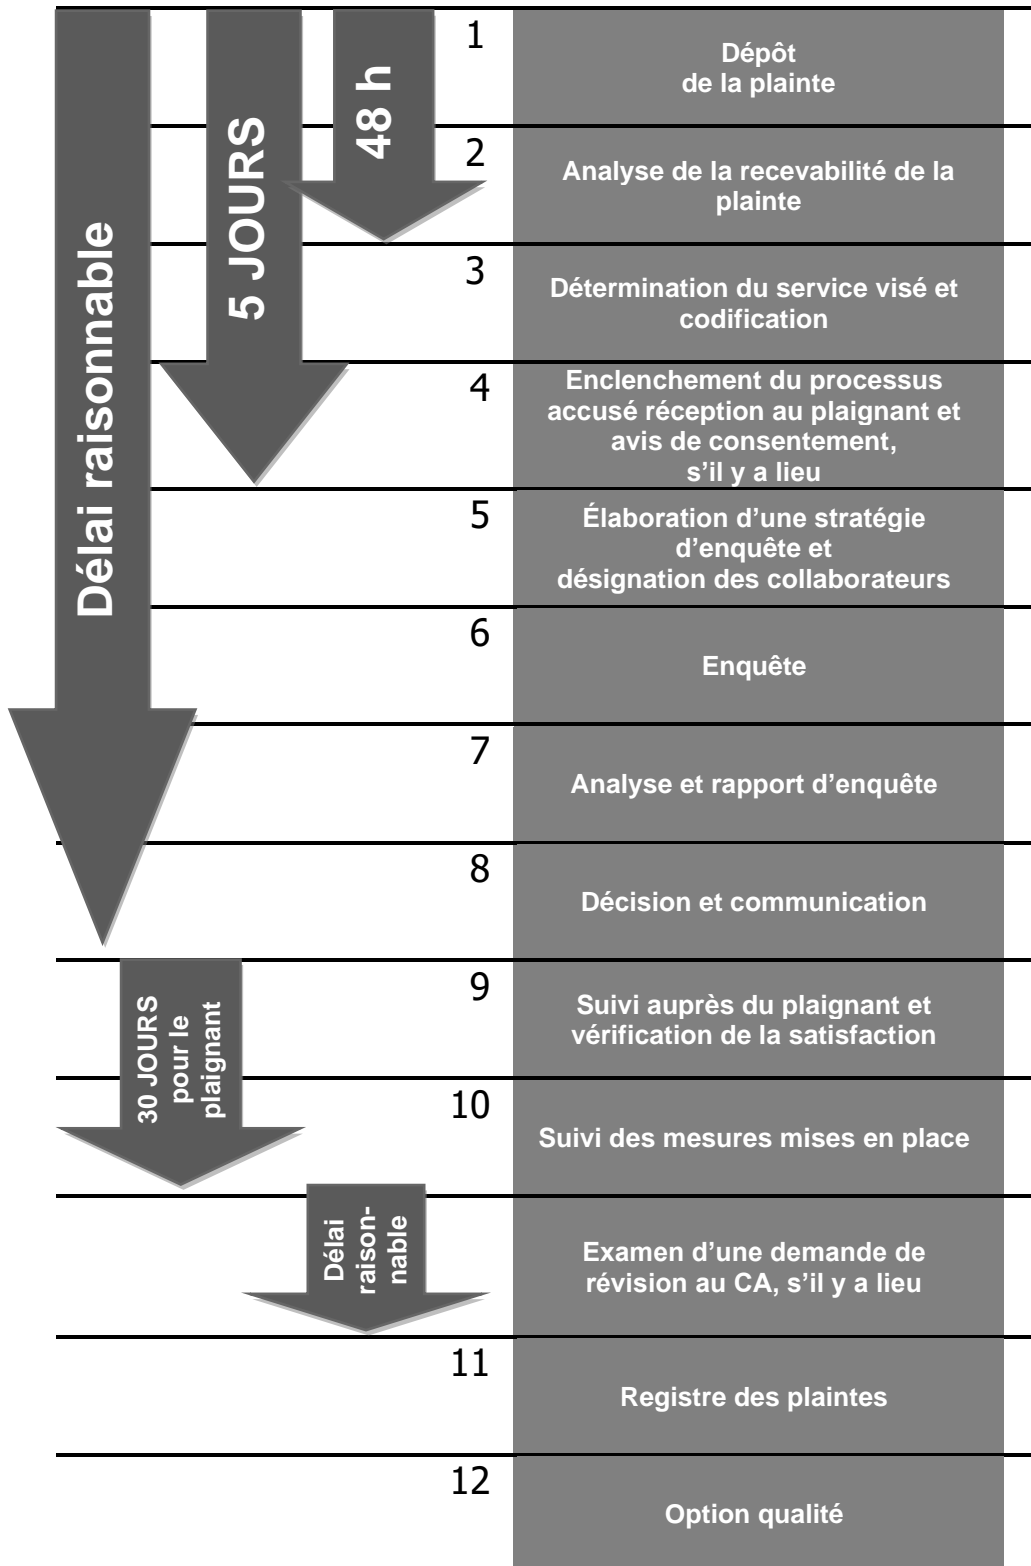 1
Dépôt
de la plainte
48 h
5 JOURS
Délai raisonnable
2
Analyse de la recevabilité de la
plainte
3
Détermination du service visé et
codification
4
Enclenchement du processus
accusé réception au plaignant et
avis de consentement,
s’il y a lieu
5
Élaboration d’une stratégie
d’enquête et
désignation des collaborateurs
6
Enquête
7
Analyse et rapport d’enquête
8
Décision et communication
9
Suivi auprès du plaignant et
vérification de la satisfaction
30 JOURS
pour le
plaignant
10
Suivi des mesures mises en place
Délai
raison-
nable
Examen d’une demande de
révision au CA, s’il y a lieu
11
Registre des plaintes
12
Option qualité